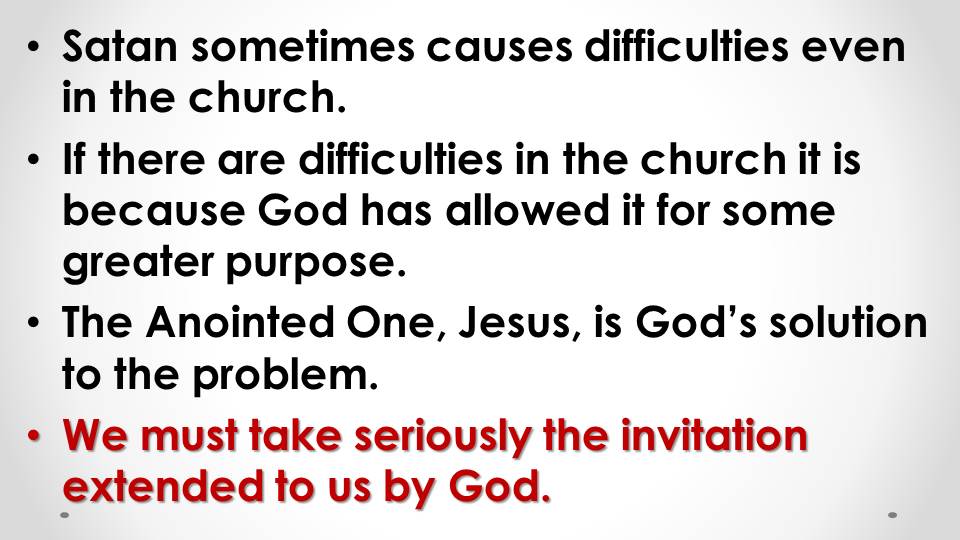 • Satan sometimes causes difficulties even
in the church.
• If there are difficulties in the church it is
because God has allowed it for some
greater purpose.
• The Anointed One, Jesus, is God’s solution
to the problem.
• We must take seriously the invitation
extended to us by God.